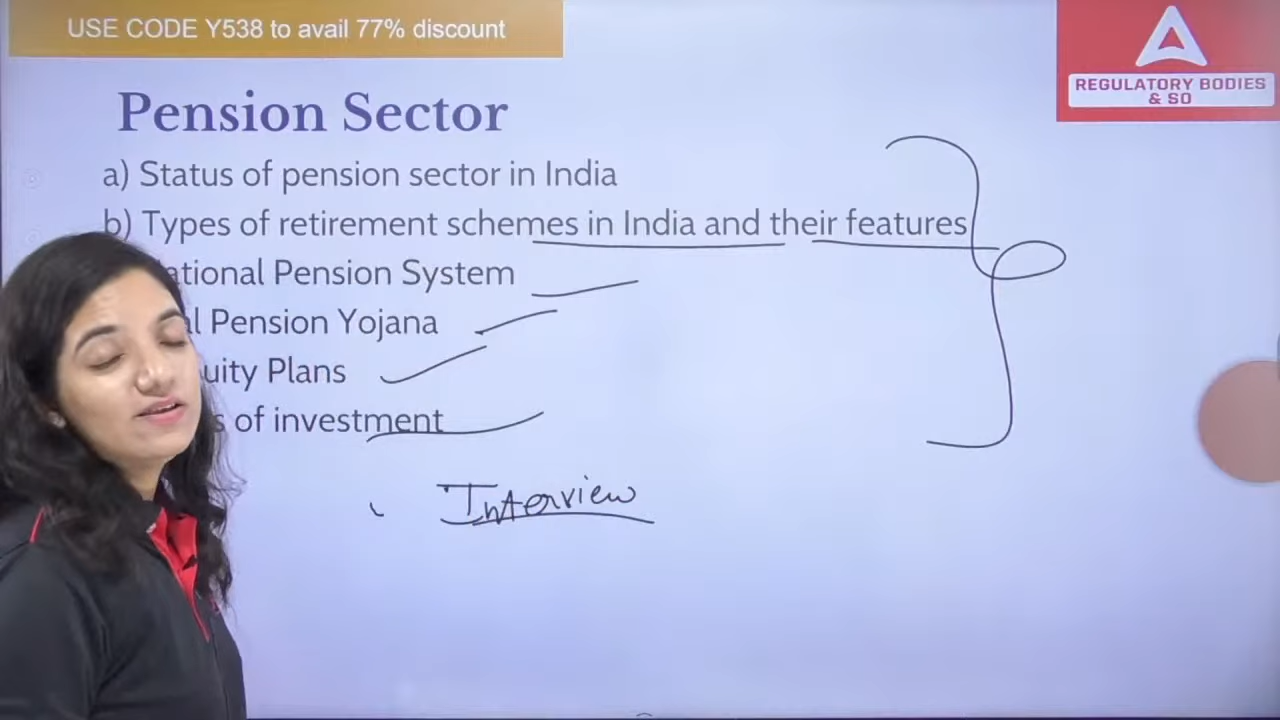 USE CODE Y538 to avail 77% discount
REGULATORY BODIES
& SO
Pension Sector
a) Status of pension sector in India
b) Types of retirement schemes in India and their features
ational Pension System
l Pension Yojana
uity Plans
s of investment
Interview